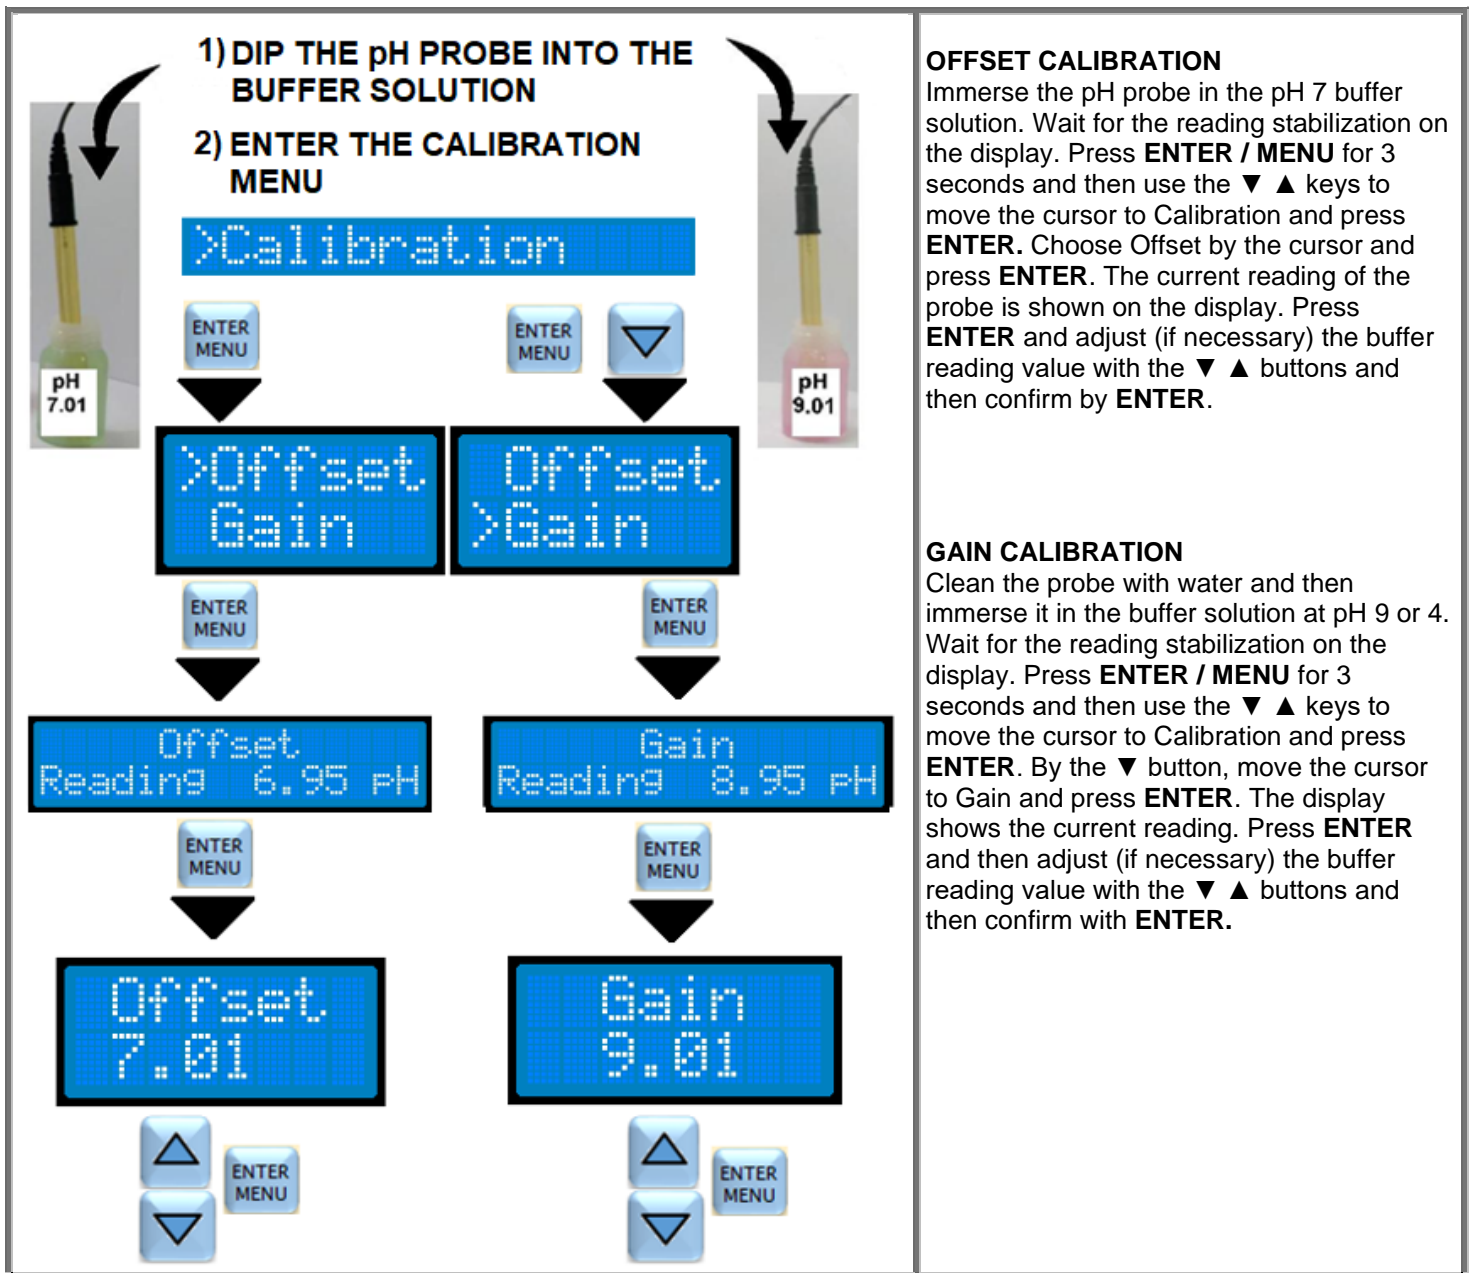 1) DIP THE pH PROBE INTO THE
BUFFER SOLUTION
2) ENTER THE CALIBRATION
MENU
>Calibration
pH
7.01
pH
9.01
ENTER
MENU
ENTER
MENU
>Offset
Gain
Offset
>Gain
ENTER
MENU
ENTER
MENU
Offset
Reading 6.95 pH
Gain
Reading 8.95 pH
ENTER
MENU
ENTER
MENU
Offset
7.01
Gain
9.01
ENTER
MENU
ENTER
MENU
OFFSET CALIBRATION
Immerse the pH probe in the pH 7 buffer
solution. Wait for the reading stabilization on
the display. Press ENTER / MENU for 3
seconds and then use the ▼ ▲ keys to
move the cursor to Calibration and press
ENTER. Choose Offset by the cursor and
press ENTER. The current reading of the
probe is shown on the display. Press
ENTER and adjust (if necessary) the buffer
reading value with the ▼ ▲ buttons and
then confirm by ENTER.
GAIN CALIBRATION
Clean the probe with water and then
immerse it in the buffer solution at pH 9 or 4.
Wait for the reading stabilization on the
display. Press ENTER / MENU for 3
seconds and then use the ▼ ▲ keys to
move the cursor to Calibration and press
ENTER. By the ▼ button, move the cursor
to Gain and press ENTER. The display
shows the current reading. Press ENTER
and then adjust (if necessary) the buffer
reading value with the ▼ ▲ buttons and
then confirm with ENTER.